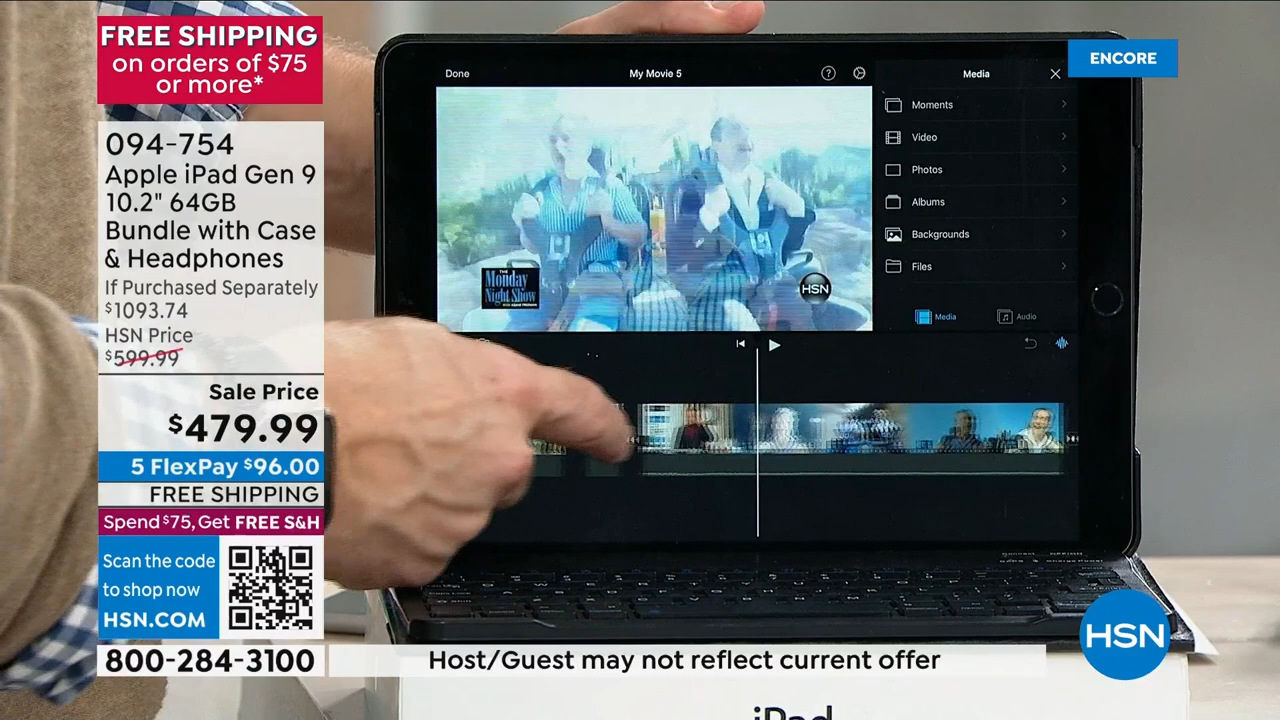 FREE SHIPPING
on orders of $75
or more*
094-754
Apple iPad Gen 9
10.2" 64GB
Bundle with Case
& Headphones
If Purchased Separately
$1093.74
HSN Price
$599.99
Sale Price
$479.99
5 FlexPay $96.00
FREE SHIPPING
Spend $75, Get FREE S&H
Scan the code
to shop now
HSN.COM
800-284-3100
Host/Guest may not reflect current offer
ENCORE
Done
My Movie 5
?
Media
Moments
Video
Photos
Albums
Backgrounds
Files
Media
Audio
THE
Monday
Night Show
HSN
HSN
iPad